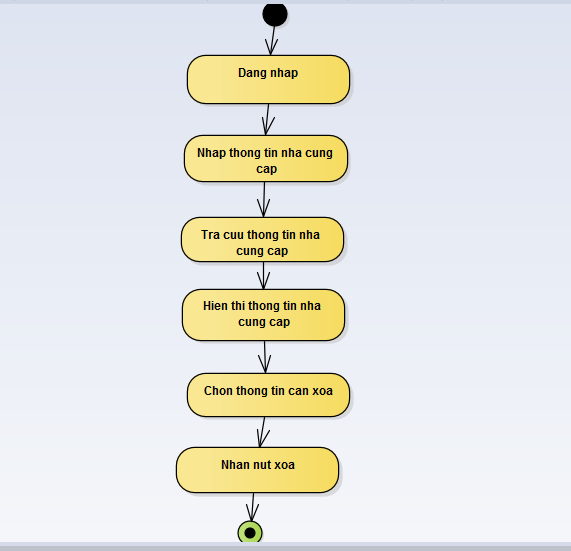 Dang nhap
Nhap thong tin nha cung
cap
Tra cuu thong tin nha
cung cap
Hien thi thong tin nha
cung cap
Chon thong tin can xoa
Nhan nut xoa